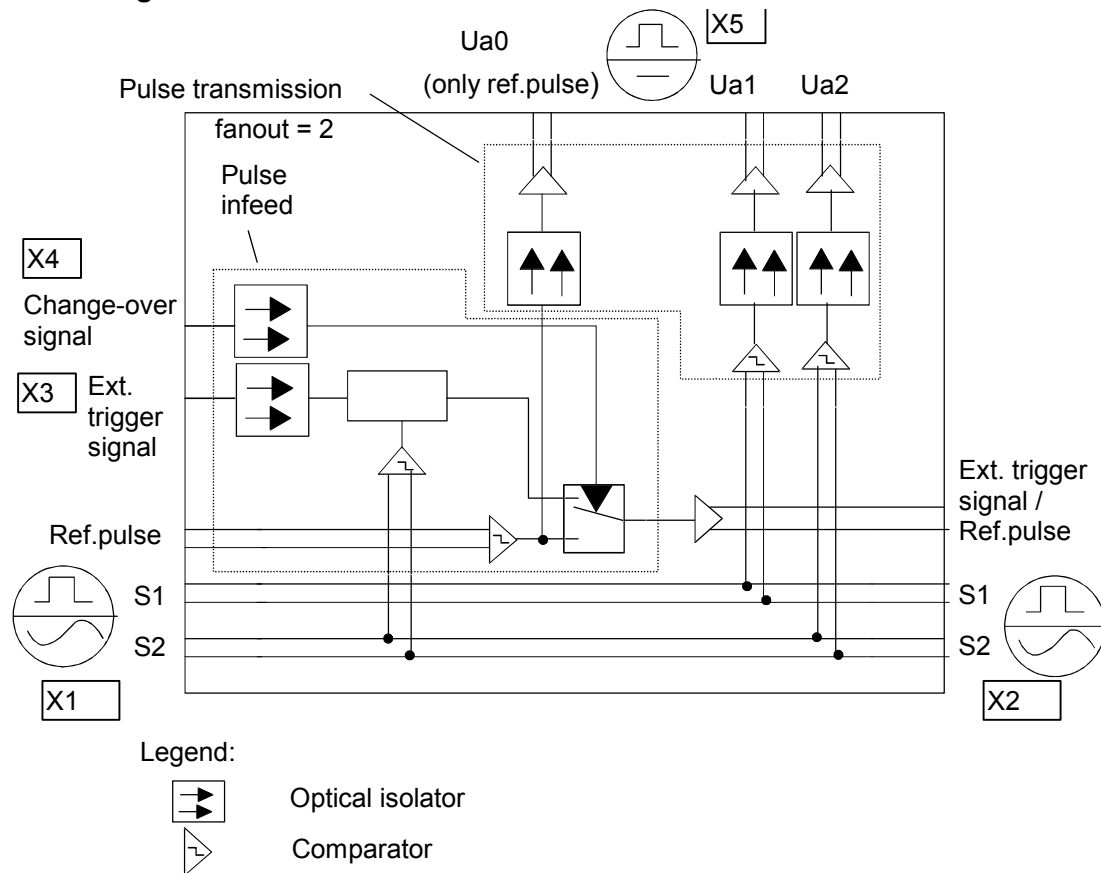 Ua0
(only ref.pulse)
X5
Ua1
Ua2
Pulse transmission
fanout = 2
Pulse
infeed
X4
Change-over
signal
X3
Ext.
trigger
signal
Ref.pulse
Ext. trigger
signal /
Ref.pulse
S1
S2
X1
S1
S2
X2
Legend:
Optical isolator
Comparator